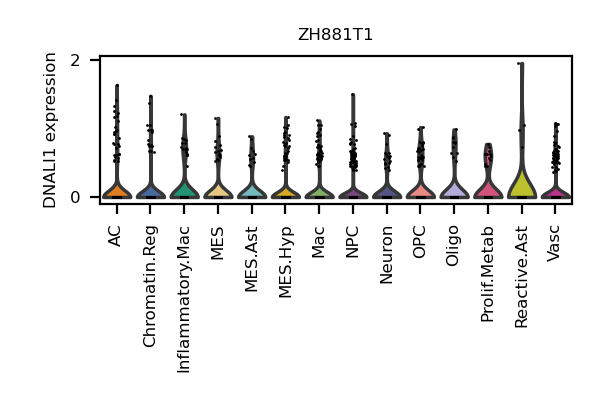 ZH881T1
DNALI1 expression
2
0
AC
Chromatin.Reg
Inflammatory.Mac
MES
MES.Ast
MES.Hyp
Mac
NPC
Neuron
OPC
Oligo
Prolif.Metab
Reactive.Ast
Vasc